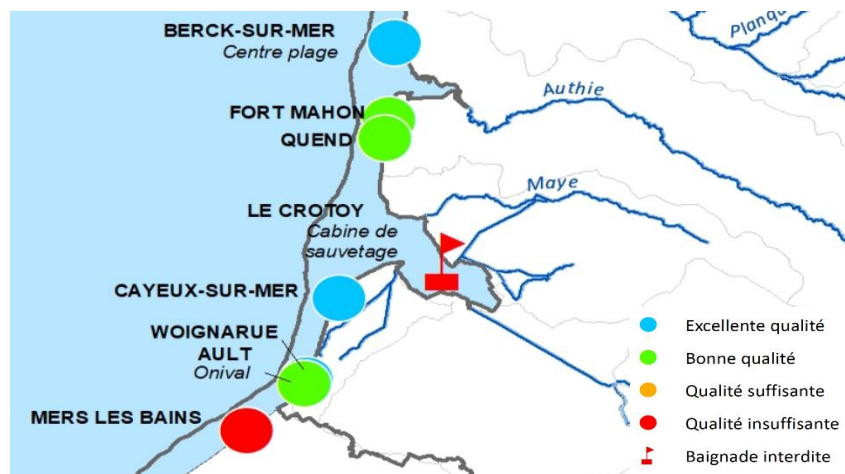 BERCK-SUR-MER
Centre plage
Planqu
Authie
FORT MAHON
QUEND
Maye
LE CROTOY
Cabine de
sauvetage
CAYEUX-SUR-MER
WOIGNARUE
AULT
Onival
MERS LES BAINS
Excellente qualité
Bonne qualité
Qualité suffisante
Qualité insuffisante
Baignade interdite